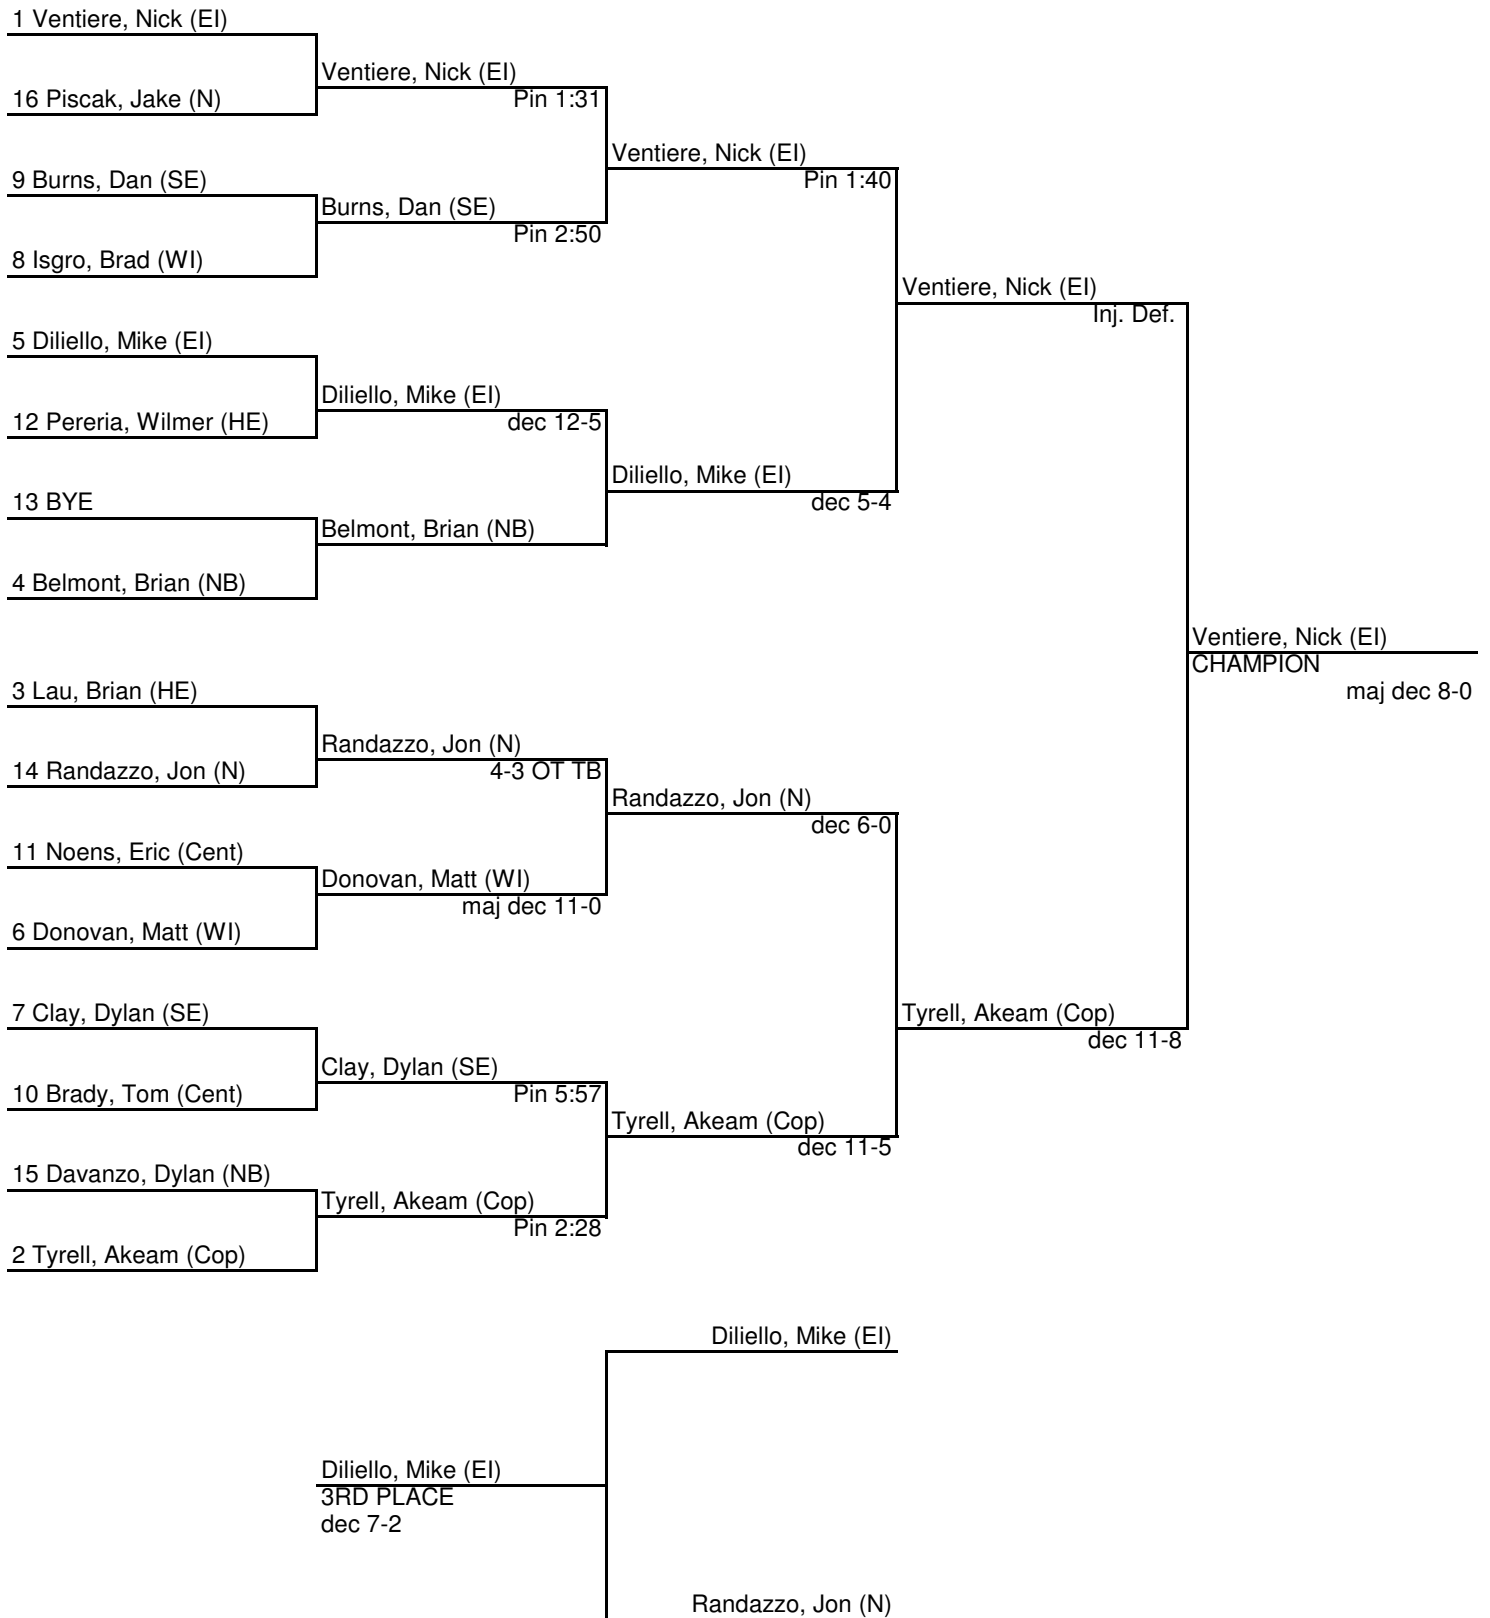 1 Ventiere, Nick (EI)
Ventiere, Nick (EI)
16 Piscak, Jake (N)
Pin 1:31
Ventiere, Nick (EI)
9 Burns, Dan (SE)
Pin 1:40
Burns, Dan (SE)
Pin 2:50
8 Isgro, Brad (WI)
Ventiere, Nick (EI)
Inj. Def.
5 Diliello, Mike (EI)
Diliello, Mike (EI)
12 Pereria, Wilmer (HE)
dec 12-5
Diliello, Mike (EI)
13 BYE
dec 5-4
Belmont, Brian (NB)
4 Belmont, Brian (NB)
Ventiere, Nick (EI)
CHAMPION
maj dec 8-0
3 Lau, Brian (HE)
Randazzo, Jon (N)
14 Randazzo, Jon (N)
4-3 OT TB
Randazzo, Jon (N)
dec 6-0
11 Noens, Eric (Cent)
Donovan, Matt (WI)
maj dec 11-0
6 Donovan, Matt (WI)
7 Clay, Dylan (SE)
Tyrell, Akeam (Cop)
dec 11-8
Clay, Dylan (SE)
10 Brady, Tom (Cent)
Pin 5:57
Tyrell, Akeam (Cop)
dec 11-5
15 Davanzo, Dylan (NB)
Tyrell, Akeam (Cop)
Pin 2:28
2 Tyrell, Akeam (Cop)
Diliello, Mike (EI)
Diliello, Mike (EI)
3RD PLACE
dec 7-2
Randazzo, Jon (N)